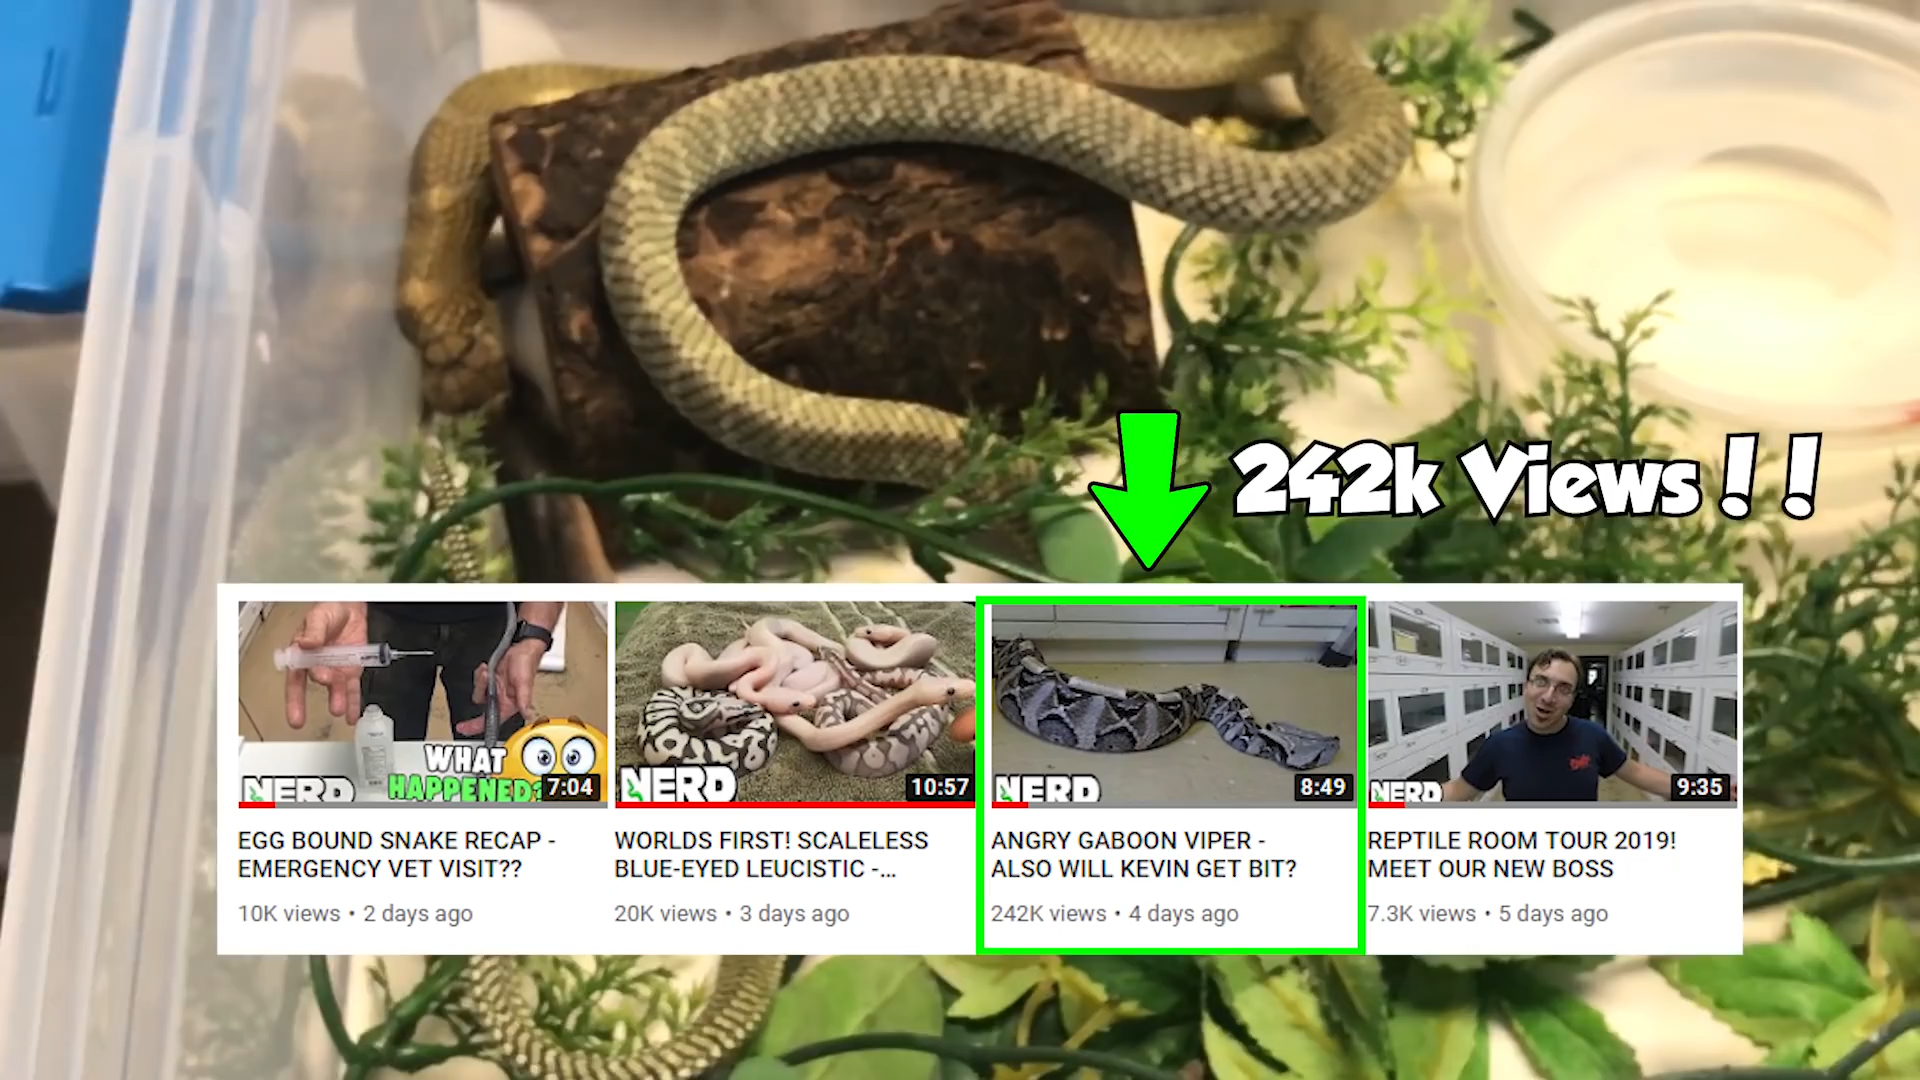 242k Views!!
WHAT
HAPPENED?
NERD
7:04
NERD
10:57
NERD
8:49
NERD
9:35
EGG BOUND SNAKE RECAP -
EMERGENCY VET VISIT??
10K views • 2 days ago
WORLDS FIRST! SCALELESS
BLUE-EYED LEUCISTIC -...
20K views • 3 days ago
ANGRY GABOON VIPER -
ALSO WILL KEVIN GET BIT?
242K views • 4 days ago
REPTILE ROOM TOUR 2019!
MEET OUR NEW BOSS
7.3K views • 5 days ago